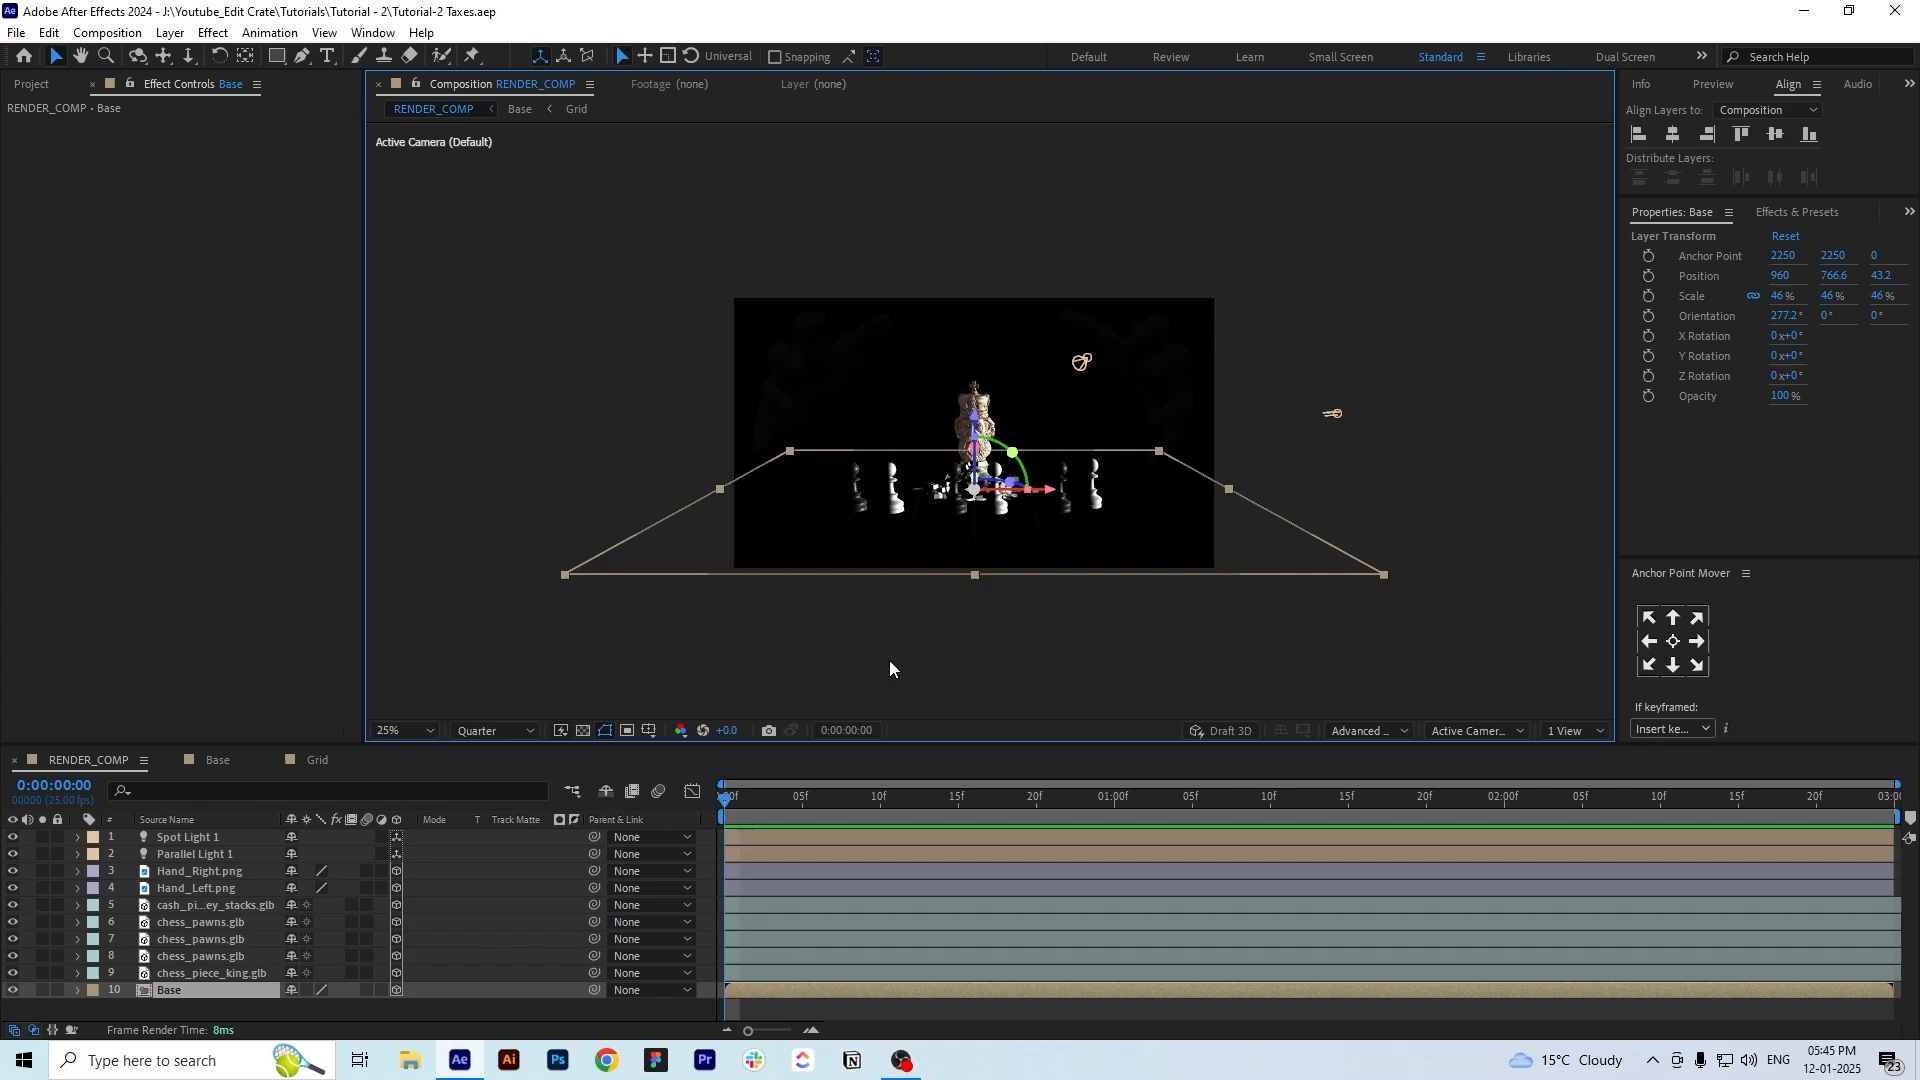 Adobe After Effects 2024 - J:\Youtube_Edit Crate\Tutorials\Tutorial - 2\Tutorial-2 Taxes.aep
File Edit Composition Layer Effect Animation View Window Help
Universal Snapping Default Review Learn Small Screen Standard Libraries Dual Screen Search Help
Project Effect Controls Base Composition RENDER_COMP Footage (none) Layer (none) Info Preview Align Audio
RENDER_COMP • Base RENDER_COMP Base Grid Align Layers to: Composition
Active Camera (Default)
Distribute Layers:
Properties: Base Effects & Presets
Layer Transform Reset
Anchor Point 2250 2250 0
Position 960 766.6 43.2
Scale 46 % 46 % 46 %
Orientation 277.2° 0° 0°
X Rotation 0x+0°
Y Rotation 0x+0°
Z Rotation 0x+0°
Opacity 100 %
Anchor Point Mover
If keyframed:
Insert ke...
25% Quarter +0.0 0:00:00:00 Draft 3D Advanced ... Active Camer... 1 View
RENDER_COMP Base Grid
0:00:00:00
00000 (25.00 fps)
05f 10f 15f 20f 01:00f 05f 10f 15f 20f 02:00f 05f 10f 15f 20f
# Source Name fx Mode T Track Matte Parent & Link
1 Spot Light 1 None
2 Parallel Light 1 None
3 Hand_Right.png None
4 Hand_Left.png None
5 cash_pi...ey_stacks.glb None
6 chess_pawns.glb None
7 chess_pawns.glb None
8 chess_pawns.glb None
9 chess_piece_king.glb None
10 Base None
Frame Render Time: 8ms
Type here to search 15°C Cloudy ENG 05:45 PM
12-01-2025 23